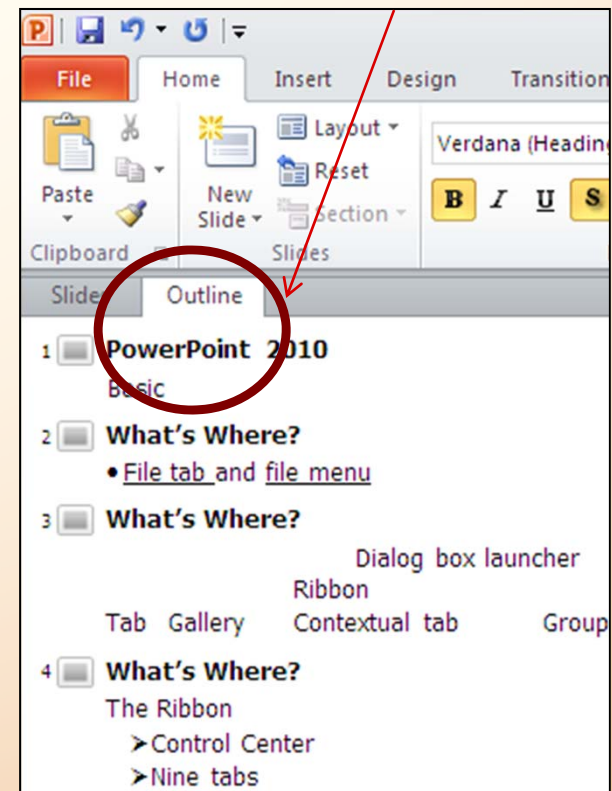 P
File Home Insert Design Transition
Paste
New
Slide
Layout
Reset
Section
Verdana (Heading
B I U S
Clipboard Slides
Slides Outline
1 PowerPoint 2010
Basic
2 What's Where?
• File tab and file menu
3 What's Where?
Dialog box launcher
Ribbon
Tab Gallery Contextual tab Group
4 What's Where?
The Ribbon
➢Control Center
➢Nine tabs